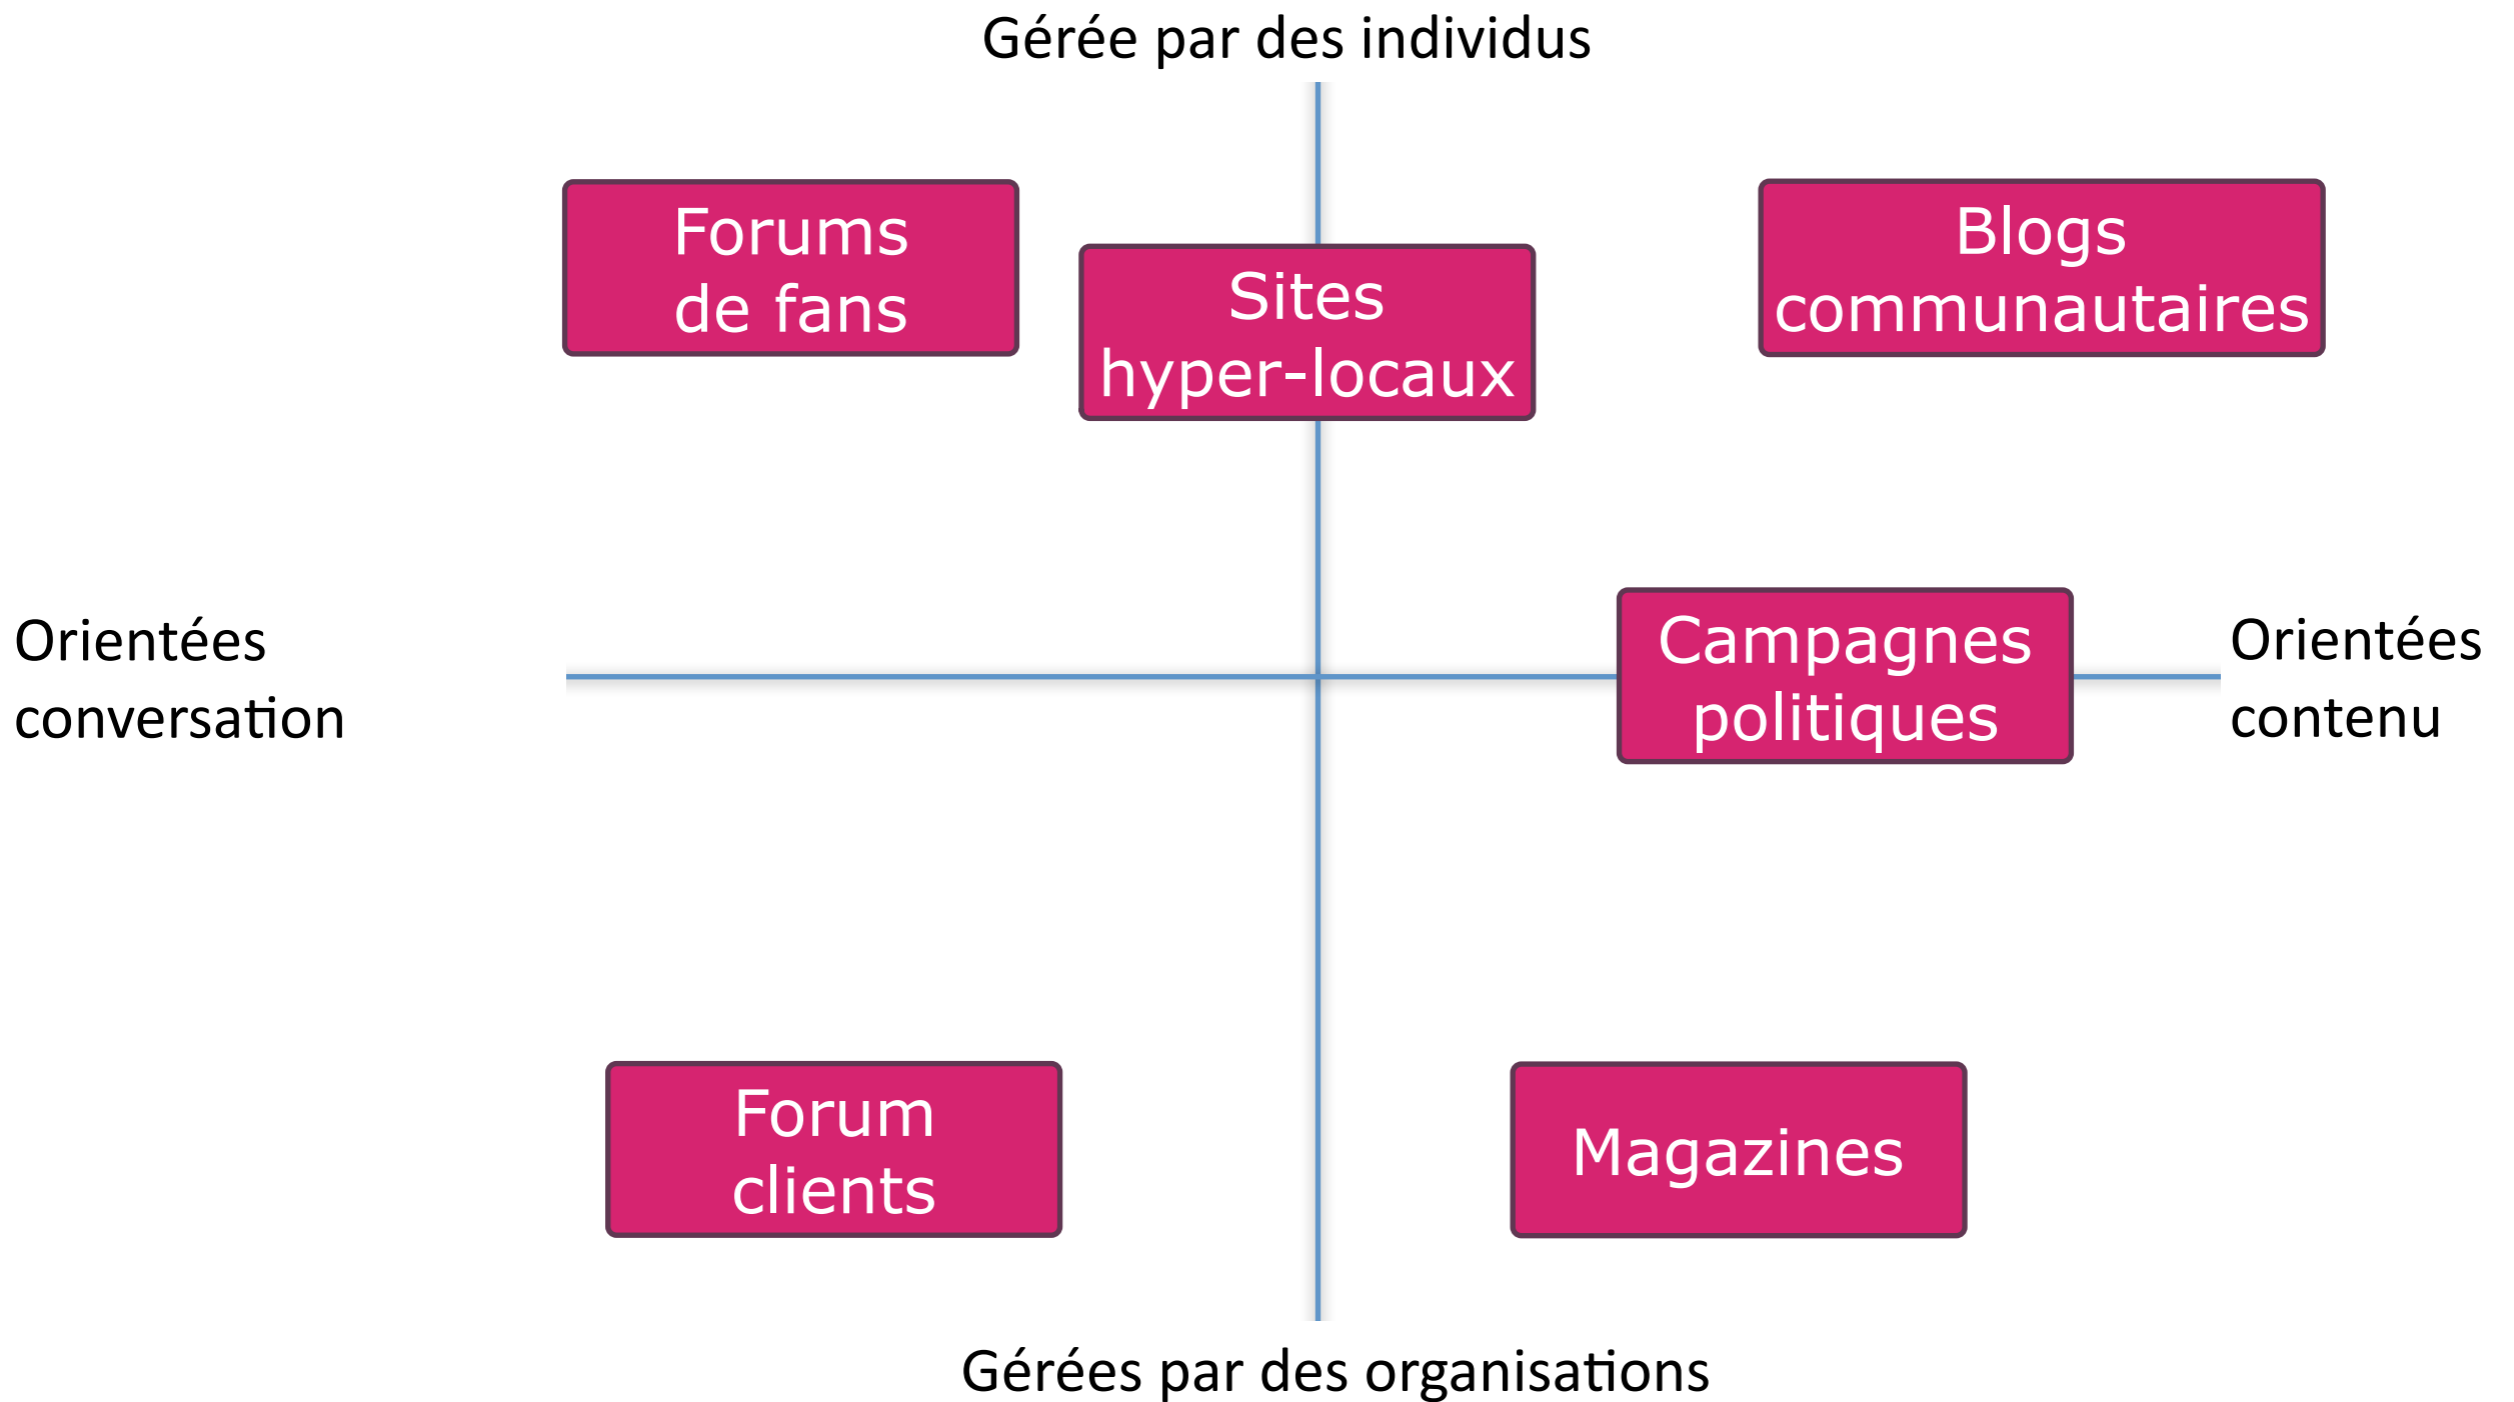 Gérée par des individus
Forums
de fans
Sites
hyper-locaux
Blogs
communautaires
Orientées
conversation
Campagnes
politiques
Orientées
contenu
Forum
clients
Magazines
Gérées par des organisations